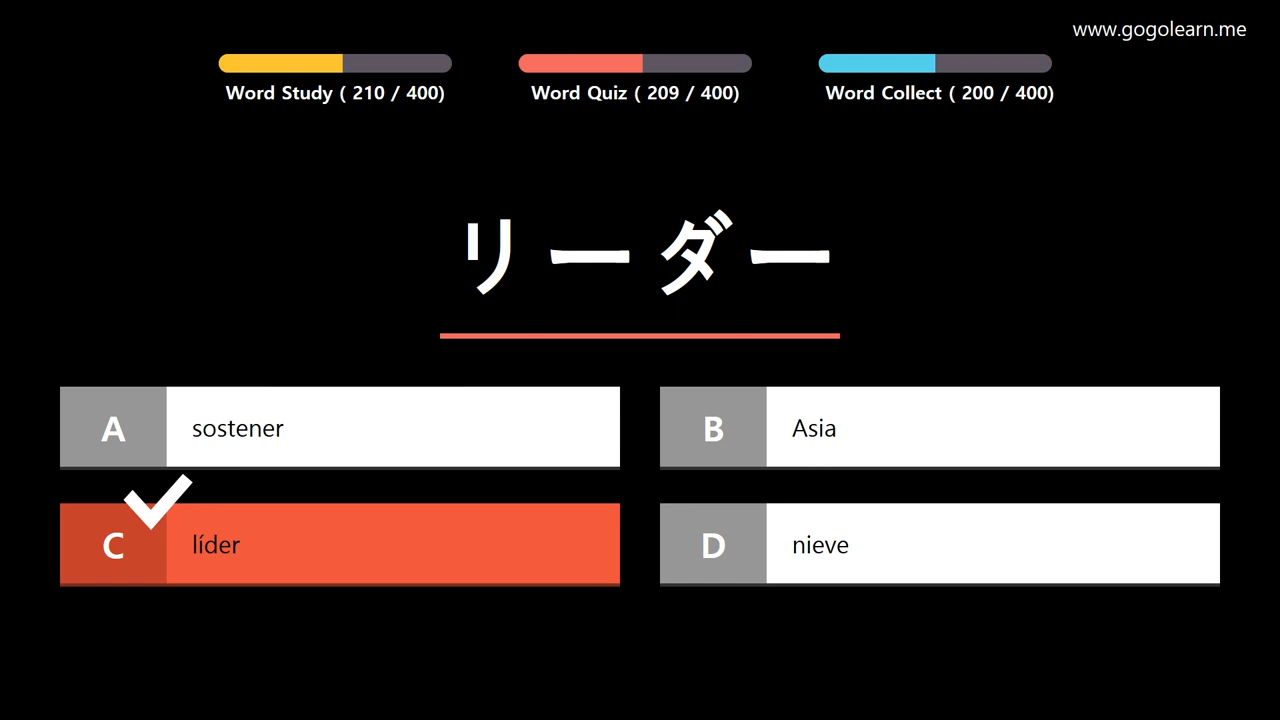 www.gogolearn.me
Word Study ( 210 / 400)
Word Quiz ( 209 / 400)
Word Collect ( 200 / 400)
リーダー
A sostener
B Asia
C líder
D nieve